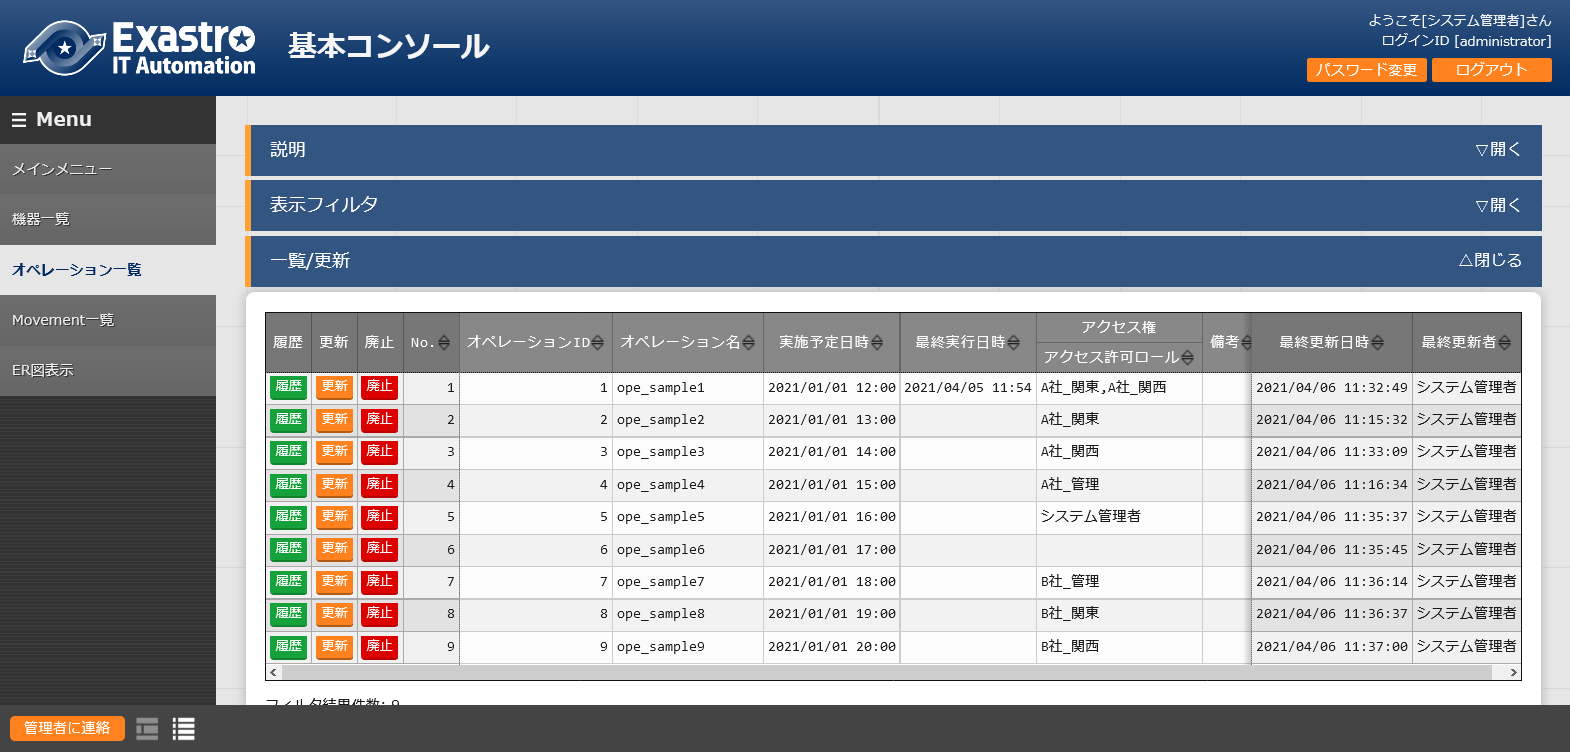 Exastro
IT Automation
基本コンソール
ようこそ[システム管理者]さん
ログインID [administrator]
パスワード変更 ログアウト
Menu
メインメニュー
機器一覧
オペレーション一覧
Movement一覧
ER図表示
説明 ▽開く
表示フィルタ ▽開く
一覧/更新 △閉じる
履歴 更新 廃止 No. オペレーションID オペレーション名 実施予定日時 最終実行日時 アクセス権 備考 最終更新日時 最終更新者
アクセス許可ロール
履歴 更新 廃止 1 1 ope_sample1 2021/01/01 12:00 2021/04/05 11:54 A社_関東,A社_関西 2021/04/06 11:32:49 システム管理者
履歴 更新 廃止 2 2 ope_sample2 2021/01/01 13:00 A社_関東 2021/04/06 11:15:32 システム管理者
履歴 更新 廃止 3 3 ope_sample3 2021/01/01 14:00 A社_関西 2021/04/06 11:33:09 システム管理者
履歴 更新 廃止 4 4 ope_sample4 2021/01/01 15:00 A社_管理 2021/04/06 11:16:34 システム管理者
履歴 更新 廃止 5 5 ope_sample5 2021/01/01 16:00 システム管理者 2021/04/06 11:35:37 システム管理者
履歴 更新 廃止 6 6 ope_sample6 2021/01/01 17:00 2021/04/06 11:35:45 システム管理者
履歴 更新 廃止 7 7 ope_sample7 2021/01/01 18:00 B社_管理 2021/04/06 11:36:14 システム管理者
履歴 更新 廃止 8 8 ope_sample8 2021/01/01 19:00 B社_関東 2021/04/06 11:36:37 システム管理者
履歴 更新 廃止 9 9 ope_sample9 2021/01/01 20:00 B社_関西 2021/04/06 11:37:00 システム管理者
フィルタ結果件数: 9
管理者に連絡